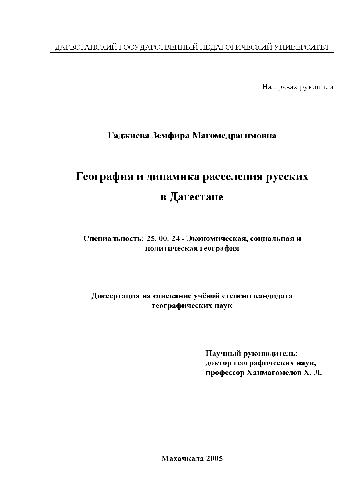 ДАГЕСТАНСКИЙ ГОСУДАРСТВЕННЫЙ ПЕДАГОГИЧЕСКИЙ УНИВЕРСИТЕТ
На правах рукописи
Гаджиева Земфира Магомедрагимовна
География и динамика расселения русских
в Дагестане
Специальность: 25. 00. 24 - Экономическая, социальная и
политическая география
Диссертация на соискание учёной степени кандидата
географических наук
Научный руководитель:
доктор географических наук,
профессор Ханмагомедов Х. Л.
Махачкала 2005